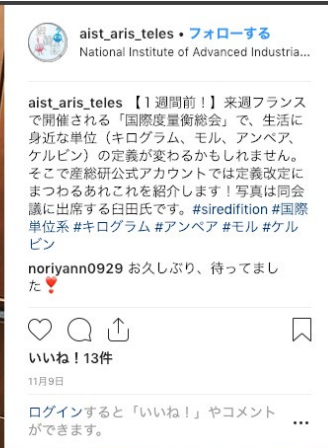 aist_aris_teles • フォローする
National Institute of Advanced Industria...
aist_aris_teles 【１週間前！】来週フランス
で開催される「国際度量衡総会」で、生活に
身近な単位（キログラム、モル、アンペア、
ケルビン）の定義が変わるかもしれません。
そこで産総研公式アカウントでは定義改定に
まつわるあれこれを紹介します！写真は同会
議に出席する臼田氏です。#siredifition #国際
単位系 #キログラム #アンペア #モル #ケル
ビン
noriyann0929 お久しぶり、待ってまし
た❣️
いいね！13件
11月9日
ログインすると「いいね！」やコメント
ができます。